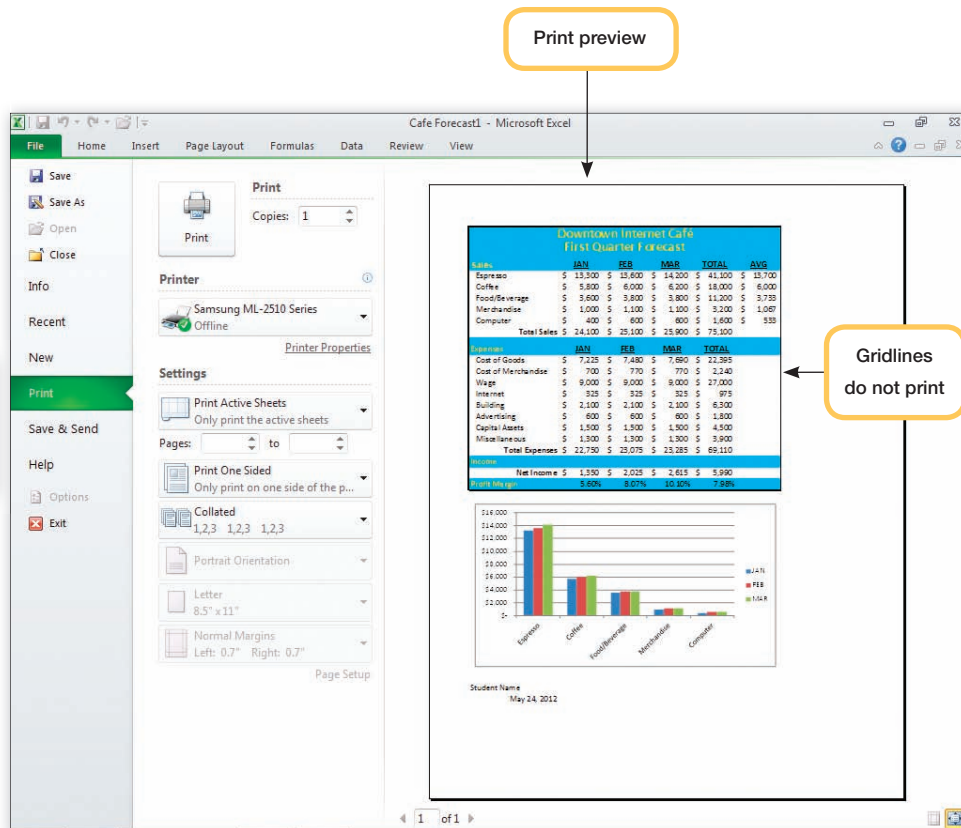 Print preview
Cafe Forecast1 - Microsoft Excel
File Home Insert Page Layout Formulas Data Review View
Save
Save As
Open
Close
Info
Recent
New
Print
Save & Send
Help
Options
Exit
Print
Print
Copies: 1
Printer
Samsung ML-2510 Series
Offline
Printer Properties
Settings
Print Active Sheets
Only print the active sheets
Pages: to
Print One Sided
Only print on one side of the p...
Collated
1,2,3 1,2,3 1,2,3
Portrait Orientation
Letter
8.5" x 11"
Normal Margins
Left: 0.7" Right: 0.7"
Page Setup
Downtown Internet Café
First Quarter Forecast
Sales JAN FEB MAR TOTAL AVG
Espresso $ 13,300 $ 13,600 $ 14,200 $ 41,100 $ 13,700
Coffee $ 5,800 $ 6,000 $ 6,200 $ 18,000 $ 6,000
Food/Beverage $ 3,600 $ 3,800 $ 3,800 $ 11,200 $ 3,733
Merchandise $ 1,000 $ 1,100 $ 1,100 $ 3,200 $ 1,067
Computer $ 400 $ 600 $ 600 $ 1,600 $ 533
Total Sales $ 24,100 $ 25,100 $ 25,900 $ 75,100
Expenses JAN FEB MAR TOTAL
Cost of Goods $ 7,225 $ 7,480 $ 7,690 $ 22,395
Cost of Merchandise $ 700 $ 770 $ 770 $ 2,240
Wage $ 9,000 $ 9,000 $ 9,000 $ 27,000
Internet $ 325 $ 325 $ 325 $ 975
Building $ 2,100 $ 2,100 $ 2,100 $ 6,300
Advertising $ 600 $ 600 $ 600 $ 1,800
Capital Assets $ 1,500 $ 1,500 $ 1,500 $ 4,500
Miscellaneous $ 1,300 $ 1,300 $ 1,300 $ 3,900
Total Expenses $ 22,750 $ 23,075 $ 23,285 $ 69,110
Income
Net Income $ 1,350 $ 2,025 $ 2,615 $ 5,990
Profit Margin 5.60% 8.07% 10.10% 7.98%
Gridlines
do not print
$16,000
$14,000
$12,000
$10,000
$8,000
$6,000
$4,000
$2,000
$-
Espresso
Coffee
Food/Beverage
Merchandise
Computer
JAN
FEB
MAR
Student Name
May 24, 2012
1 of 1